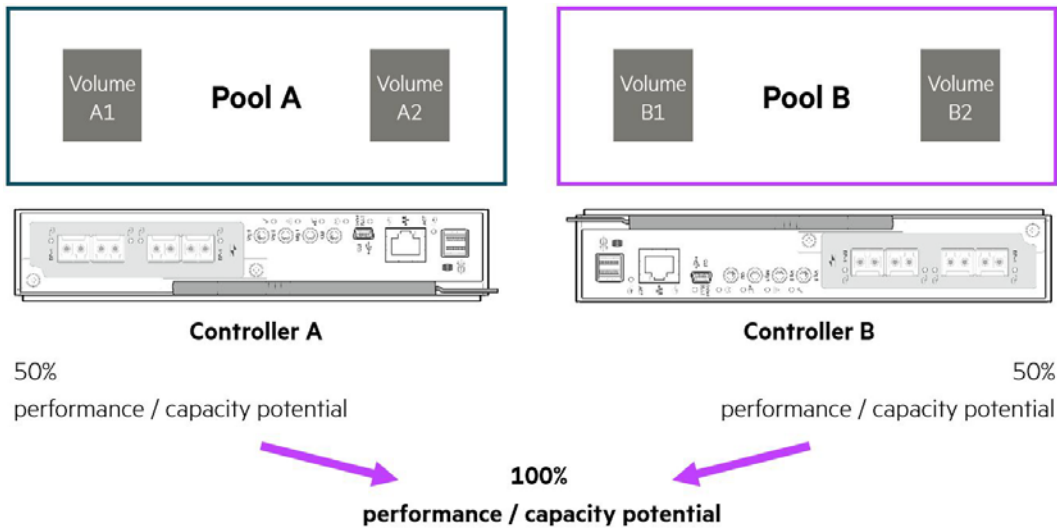 Volume
A1
Pool A
Volume
A2
Volume
B1
Pool B
Volume
B2
Controller A
Controller B
50%
performance / capacity potential
50%
performance / capacity potential
100%
performance / capacity potential